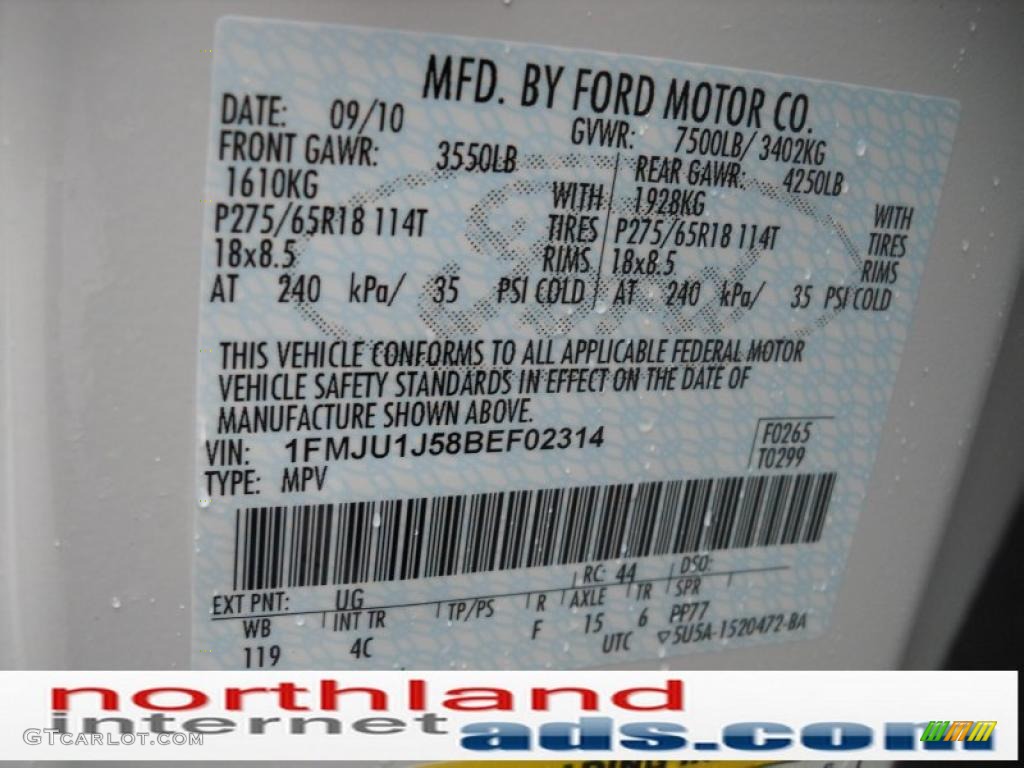 MFD. BY FORD MOTOR CO.
DATE: 09/10 GVWR: 7500LB/ 3402KG
FRONT GAWR: 3550LB REAR GAWR: 4250LB
1610KG WITH 1928KG WITH
P275/65R18 114T TIRES P275/65R18 114T TIRES
18x8.5 RIMS 18x8.5 RIMS
AT 240 kPa/ 35 PSI COLD AT 240 kPa/ 35 PSI COLD
THIS VEHICLE CONFORMS TO ALL APPLICABLE FEDERAL MOTOR
VEHICLE SAFETY STANDARDS IN EFFECT ON THE DATE OF
MANUFACTURE SHOWN ABOVE.
VIN: 1FMJU1J58BEF02314 F0265
TYPE: MPV T0299
EXT PNT: UG RC: 44 DSO:
WB INT TR TP/PS R AXLE TR SPR
119 4C F 15 6 PP77
UTC 5U5A-1520472-BA
northland
internet ads.com
GTCARLOT.COM